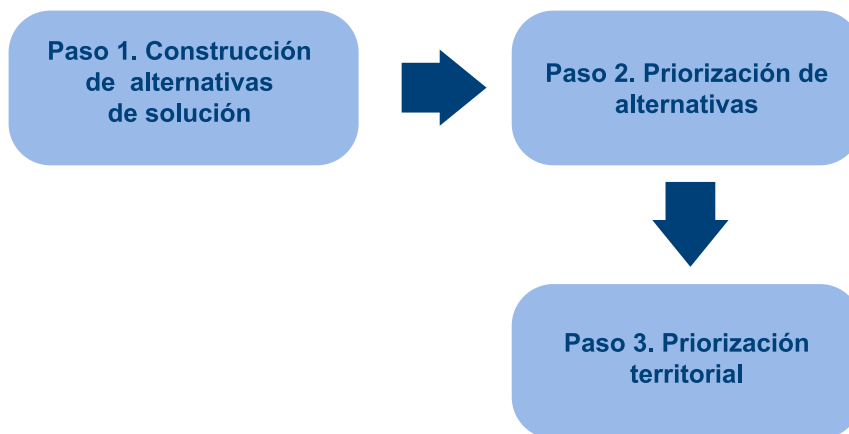 Paso 1. Construcción
de alternativas
de solución
Paso 2. Priorización de
alternativas
Paso 3. Priorización
territorial